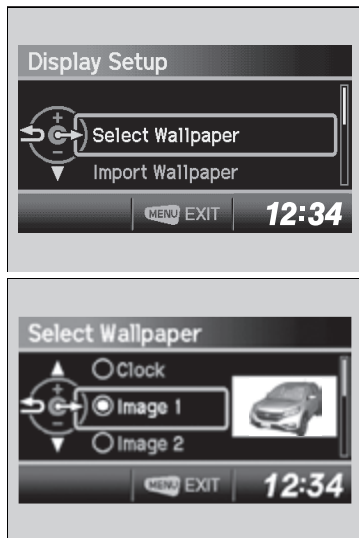 Display Setup
+
Select Wallpaper
−
Import Wallpaper
MENU EXIT 12:34
Select Wallpaper
Clock
+
Image 1
−
Image 2
MENU EXIT 12:34